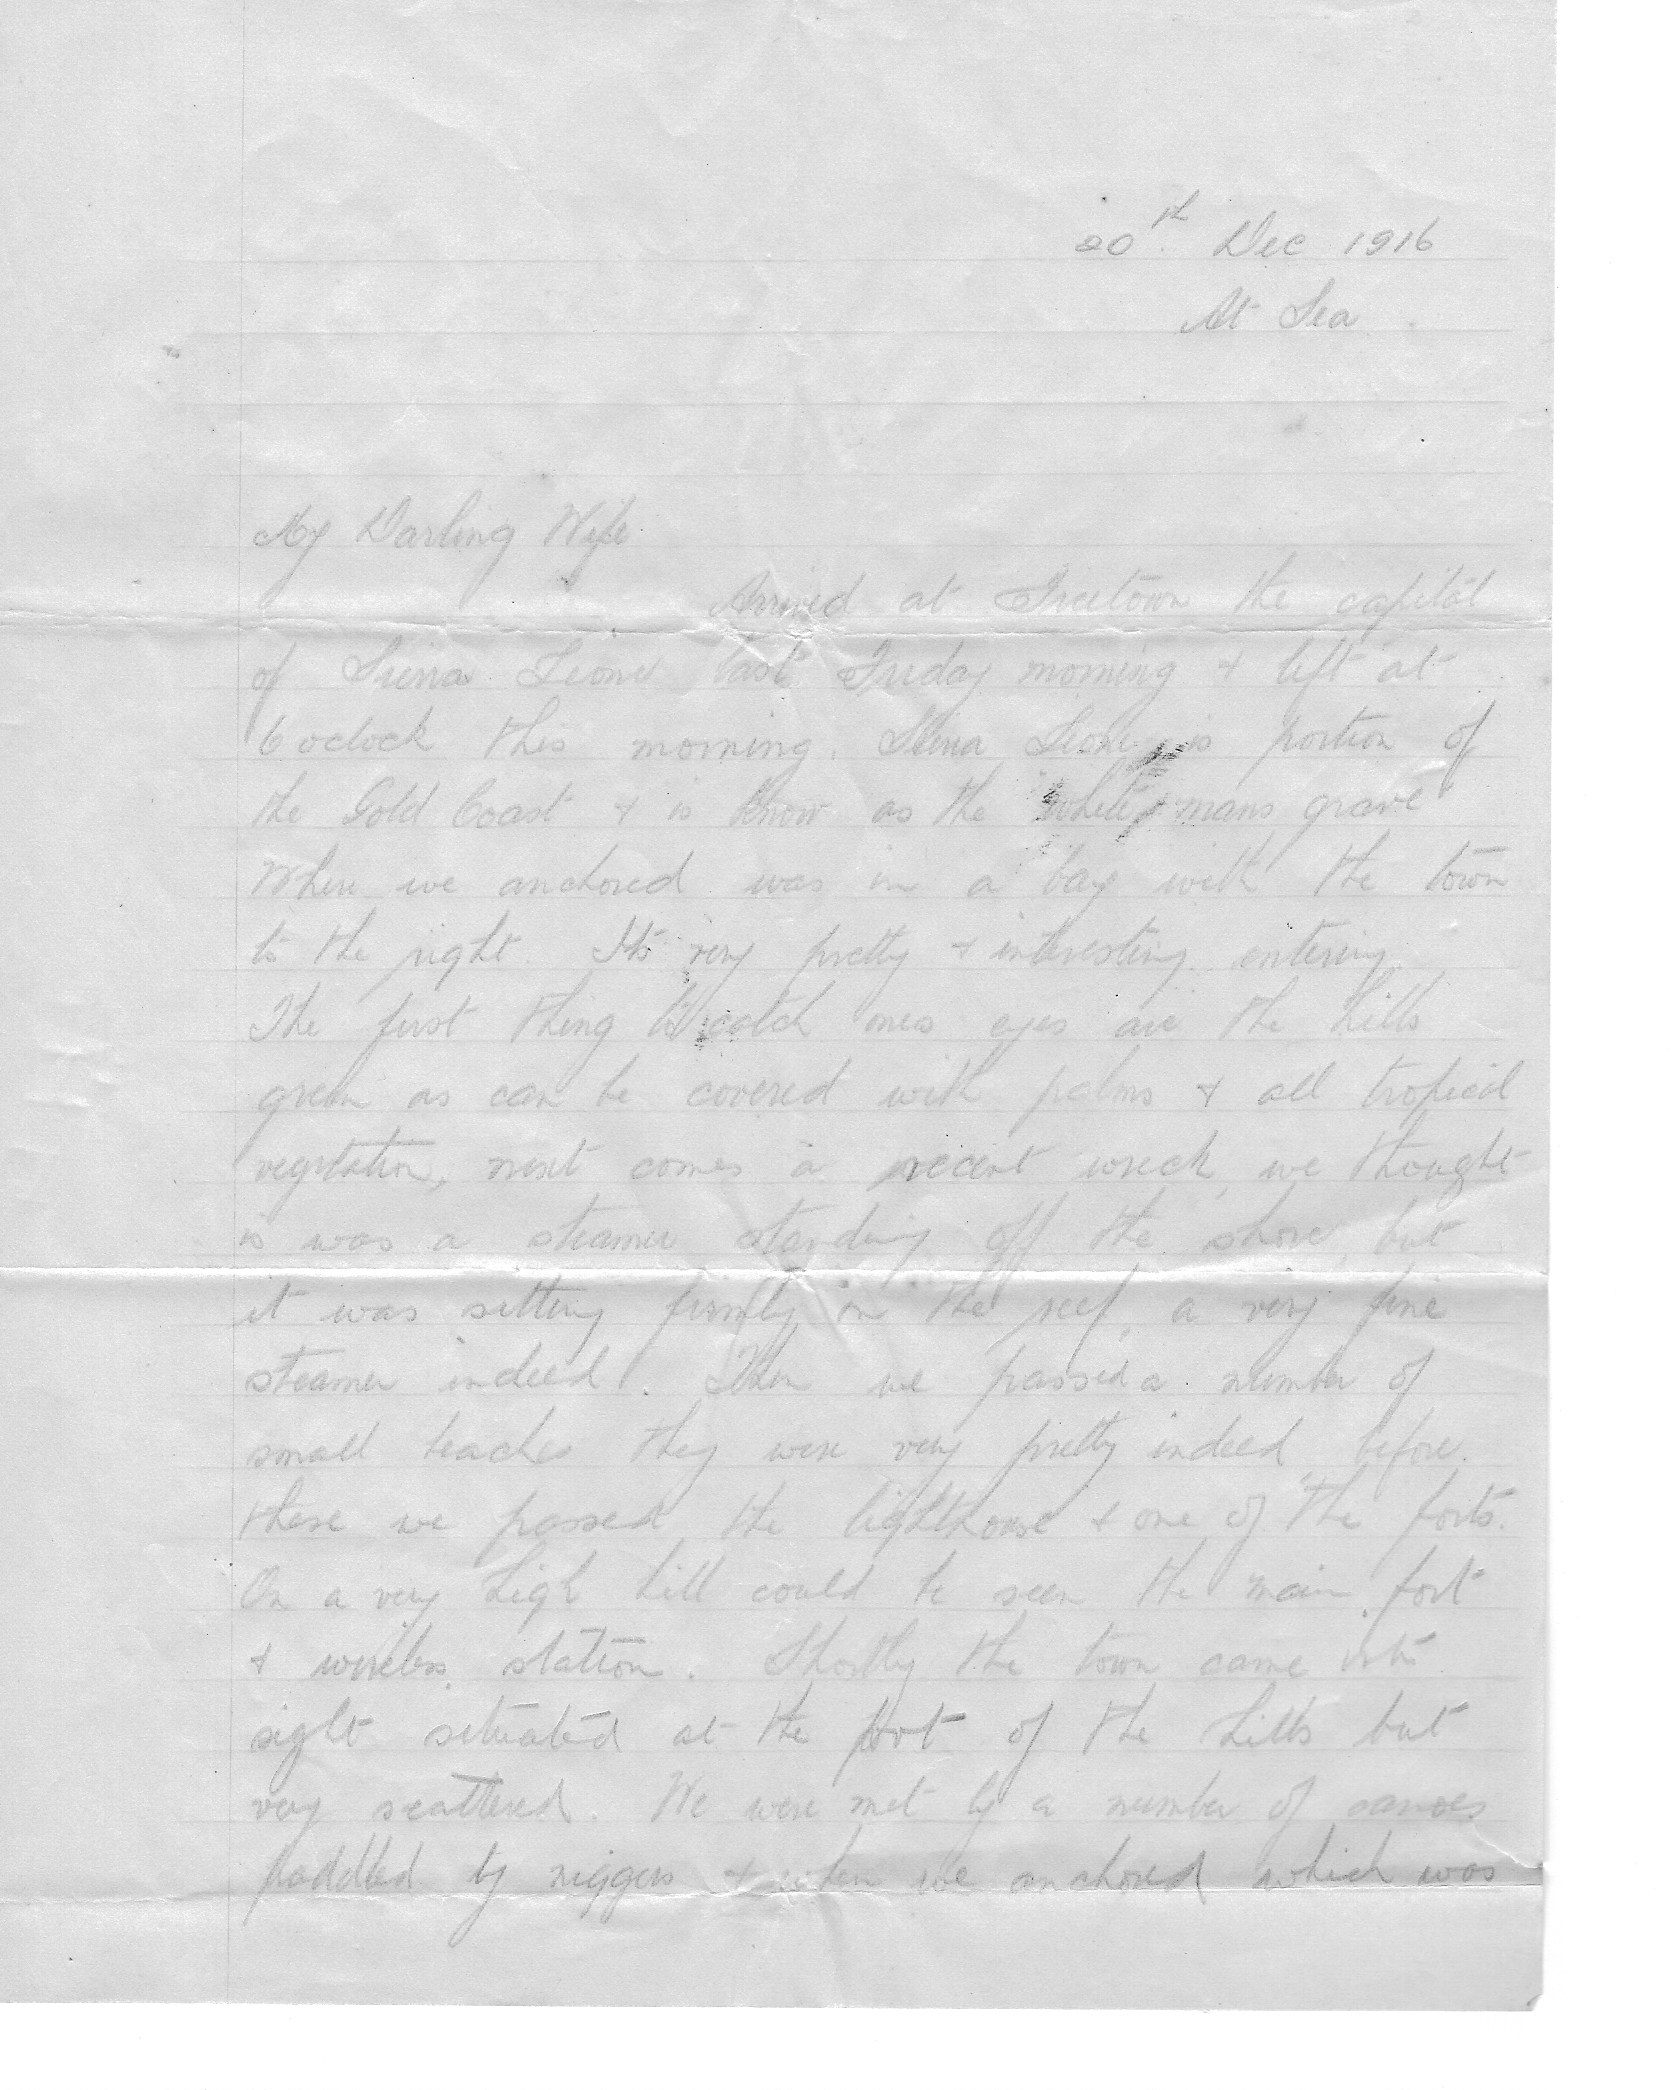 20th Dec 1916
At Sea
My Darling Wife
Arrived at Freetown the capital
of Sierra Leone last Friday morning + left at
6 oclock this morning. Sierra Leone is portion of
the Gold Coast + is know as the "white mans grave"
Where we anchored was in a bay with the town
to the right. Its very pretty + interesting entering
The first thing to catch ones eyes are the hills
green as can be covered with palms + all tropical
vegetation, next comes a recent wreck, we thought
is was a steamer standing off the shore, but
it was sitting firmly on the reef, a very fine
steamer indeed. Then we passed a number of
small beaches they were very pretty indeed before
these we passed the lighthouse + one of the forts.
On a very high hill could be seen the main fort
+ wireless station. Shortly the town came into
sight situated at the foot of the hills but
very scattered. We were met by a number of canoes
paddled by niggers + when we anchored which was